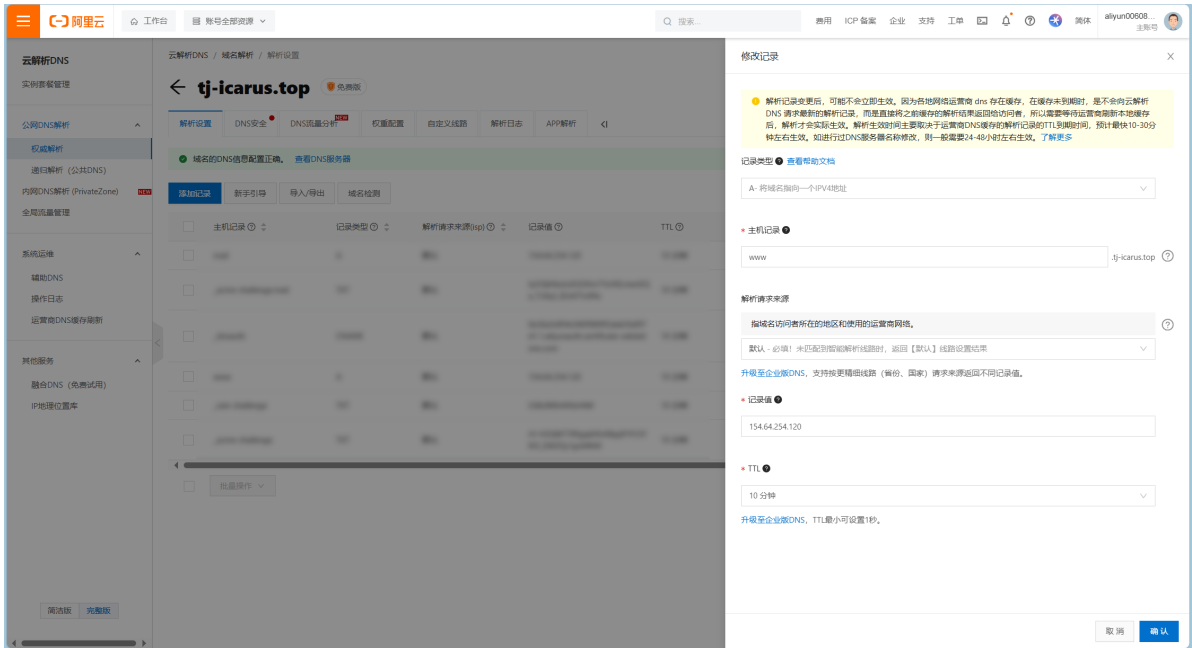 阿里云
工作台
账号全部资源
搜索...
费用
ICP 备案
企业
支持
工单
简体
aliyun00608...
主账号
云解析DNS
实例套餐管理
公网DNS解析
权威解析
递归解析（公共DNS）
内网DNS解析 (PrivateZone)
NEW
全局流量管理
系统运维
辅助DNS
操作日志
运营商DNS缓存刷新
其他服务
融合DNS（免费试用）
IP地理位置库
简洁版
完整版
云解析DNS / 域名解析 / 解析设置
tj-icarus.top
免费版
解析设置
DNS安全
DNS流量分析
NEW
权重配置
自定义线路
解析日志
APP解析
域名的DNS信息配置正确。 查看DNS服务器
添加记录
新手引导
导入/导出
域名检测
主机记录
记录类型
解析请求来源(isp)
记录值
TTL
批量操作
修改记录
解析记录变更后，可能不会立即生效。因为各地网络运营商 dns 存在缓存，在缓存未到期时，是不会向云解析
DNS 请求最新的解析记录，而是直接将之前缓存的解析结果返回给访问者，所以需要等待运营商刷新本地缓存
后，解析才会实际生效。解析生效时间主要取决于运营商DNS缓存的解析记录的TTL到期时间，预计最快10-30分
钟左右生效。如进行过DNS服务器名称修改，则一般需要24-48小时左右生效。了解更多
记录类型 查看帮助文档
A- 将域名指向一个IPV4地址
* 主机记录
www
.tj-icarus.top
解析请求来源
指域名访问者所在的地区和使用的运营商网络。
默认 - 必填！未匹配到智能解析线路时，返回【默认】线路设置结果
升级至企业版DNS，支持按更精细线路（省份、国家）请求来源返回不同记录值。
* 记录值
154.64.254.120
* TTL
10 分钟
升级至企业版DNS，TTL最小可设置1秒。
取 消
确 认